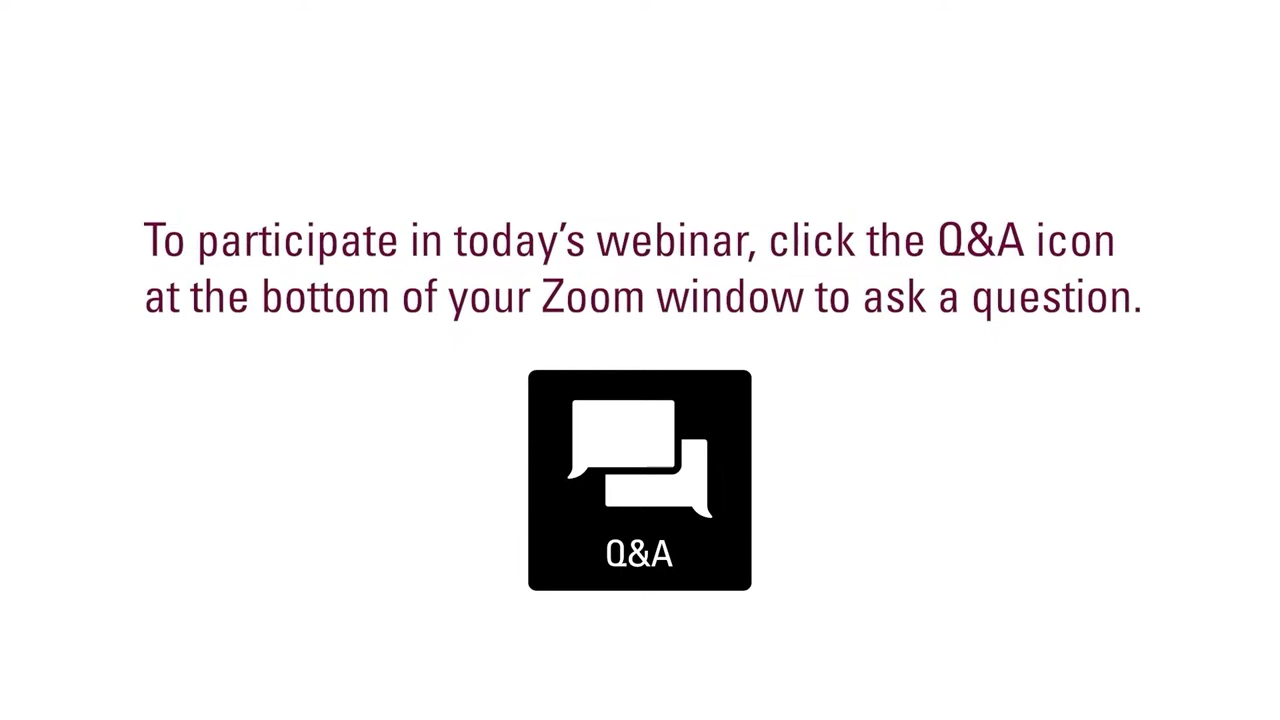 To participate in today’s webinar, click the Q&A icon
at the bottom of your Zoom window to ask a question.
Q&A